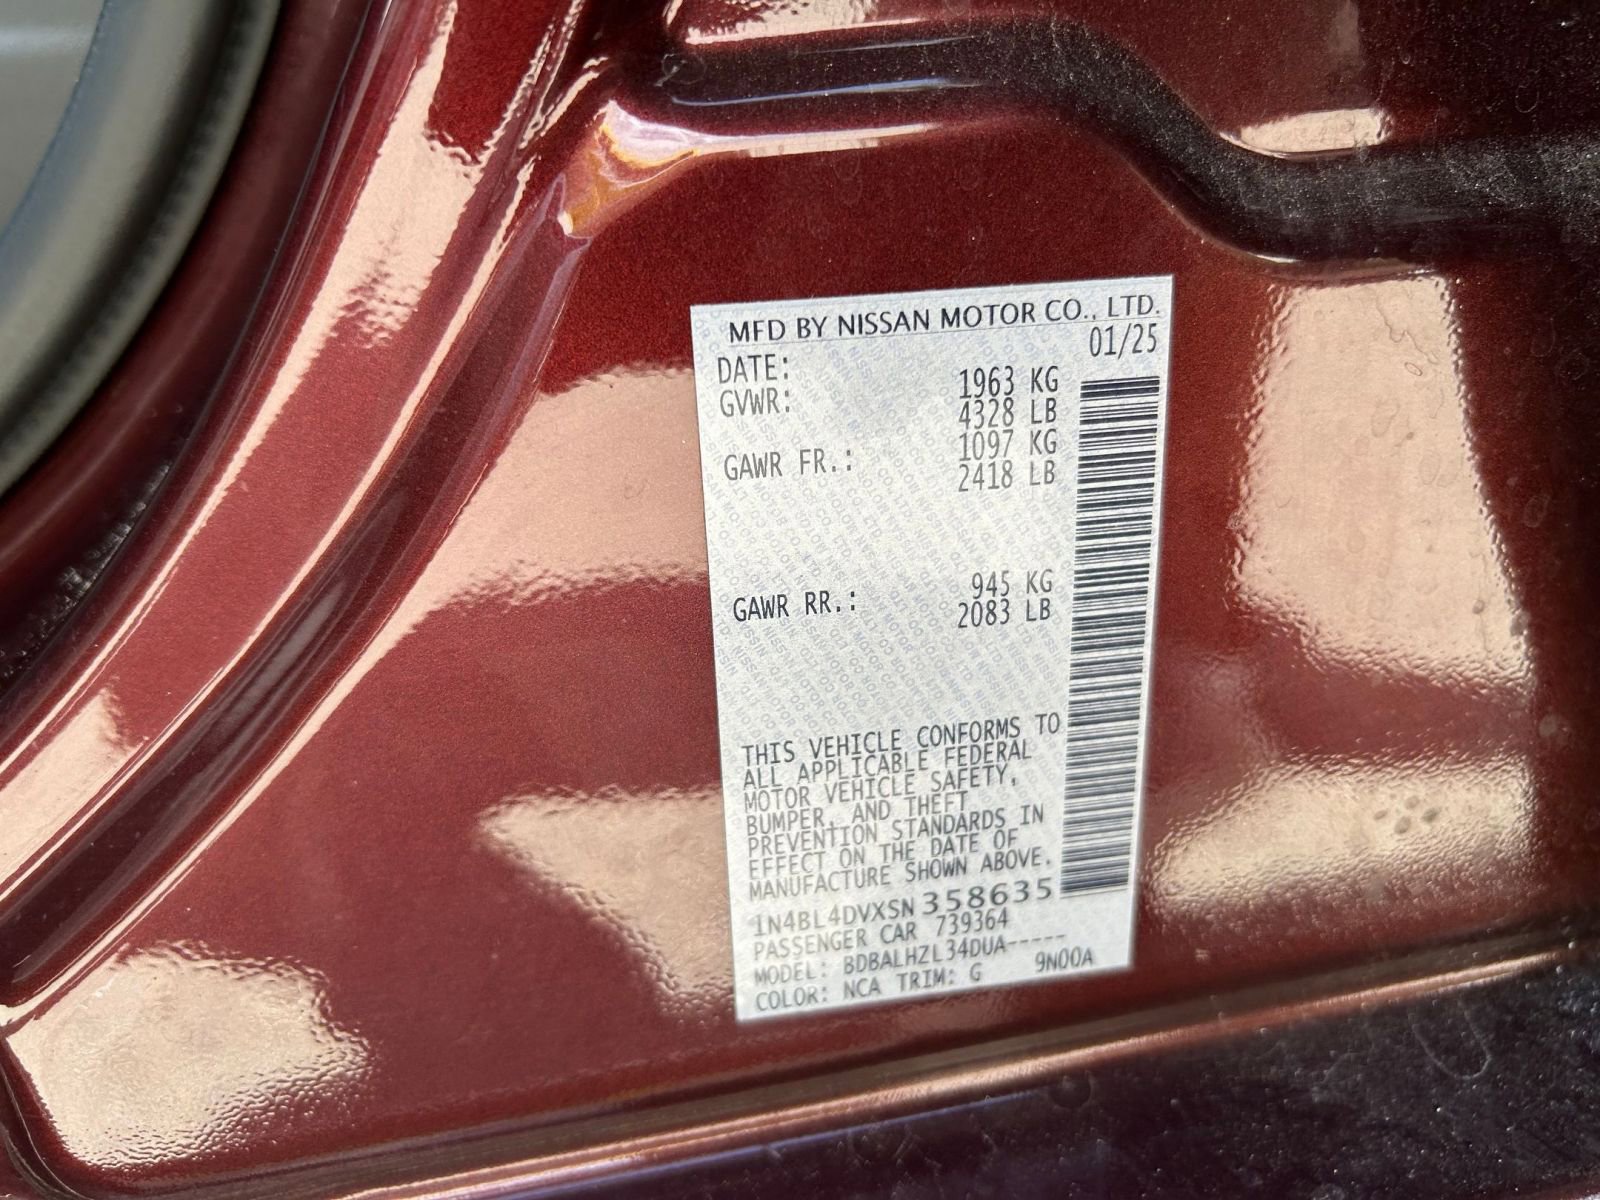 MFD BY NISSAN MOTOR CO., LTD.
DATE: 01/25
GVWR: 1963 KG
4328 LB
GAWR FR.: 1097 KG
2418 LB
GAWR RR.: 945 KG
2083 LB
THIS VEHICLE CONFORMS TO
ALL APPLICABLE FEDERAL
MOTOR VEHICLE SAFETY,
BUMPER, AND THEFT
PREVENTION STANDARDS IN
EFFECT ON THE DATE OF
MANUFACTURE SHOWN ABOVE.
1N4BL4DVXSN358635
PASSENGER CAR 739364
MODEL: BDBALHZL34DUA-----
COLOR: NCA TRIM: G 9N00A